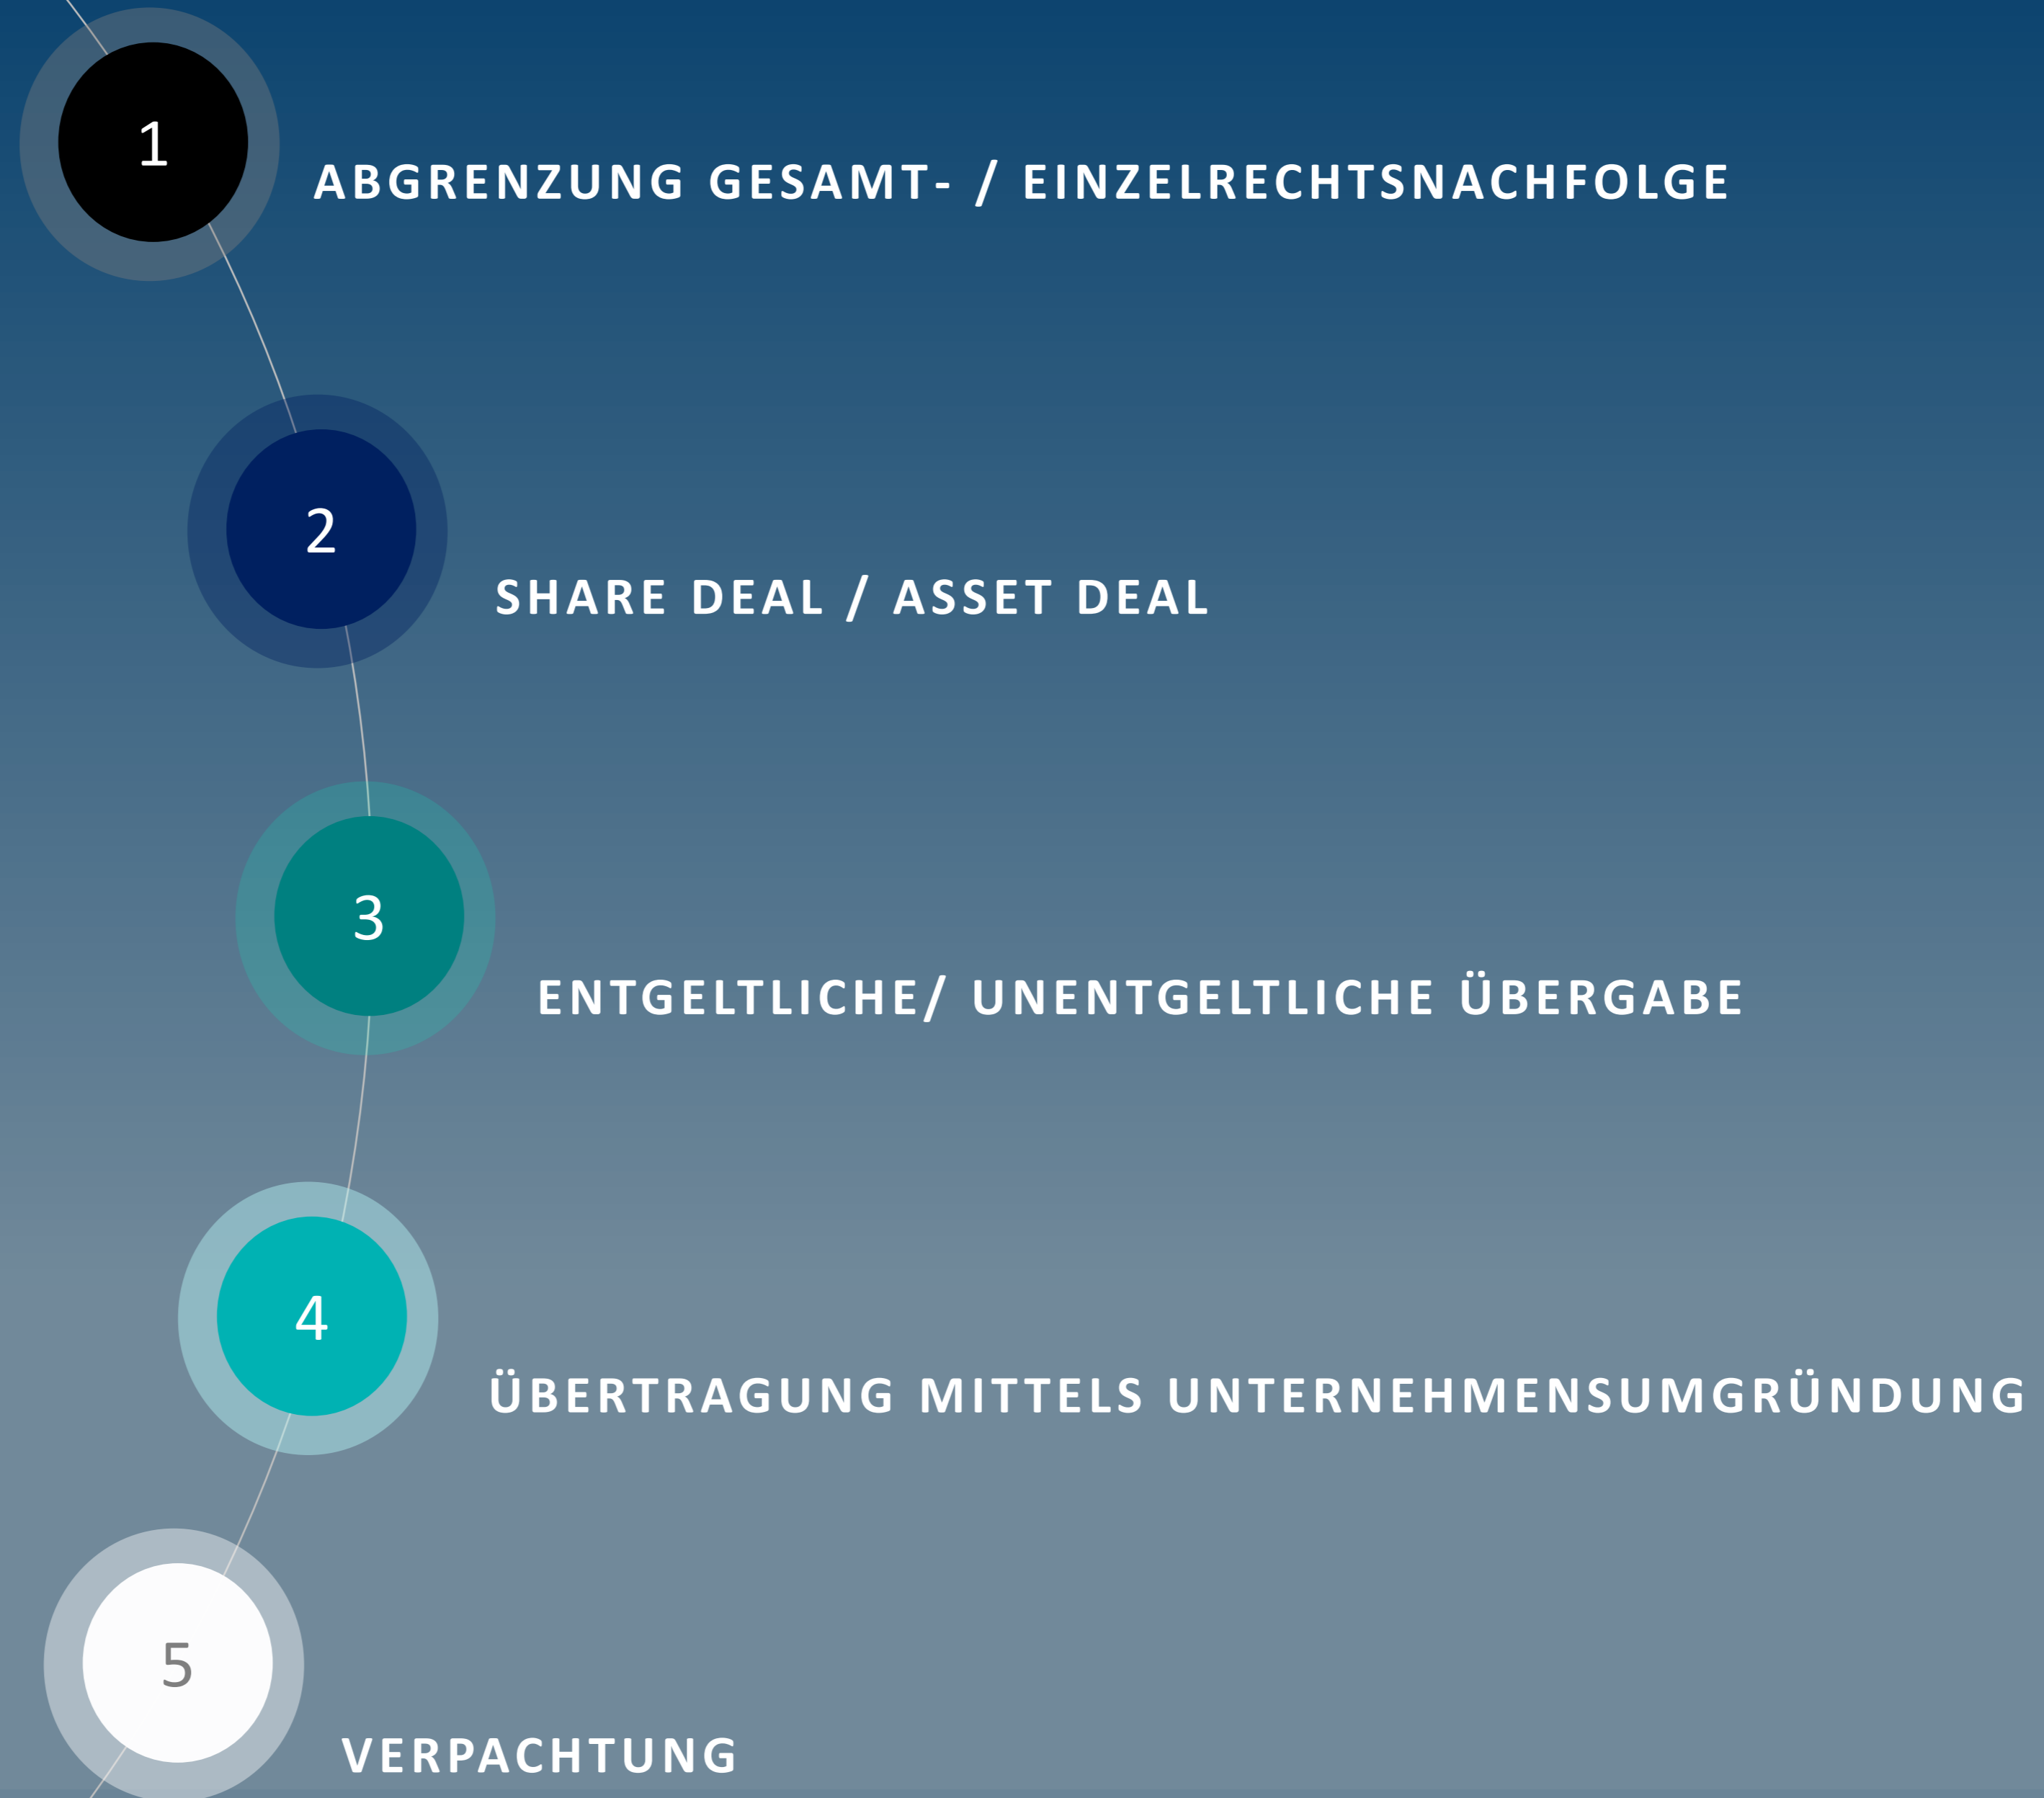 1
ABGRENZUNG GESAMT- / EINZELRECHTSNACHFOLGE
2
SHARE DEAL / ASSET DEAL
3
ENTGELTLICHE/ UNENTGELTLICHE ÜBERGABE
4
ÜBERTRAGUNG MITTELS UNTERNEHMENSUMGRÜNDUNG
5
VERPACHTUNG